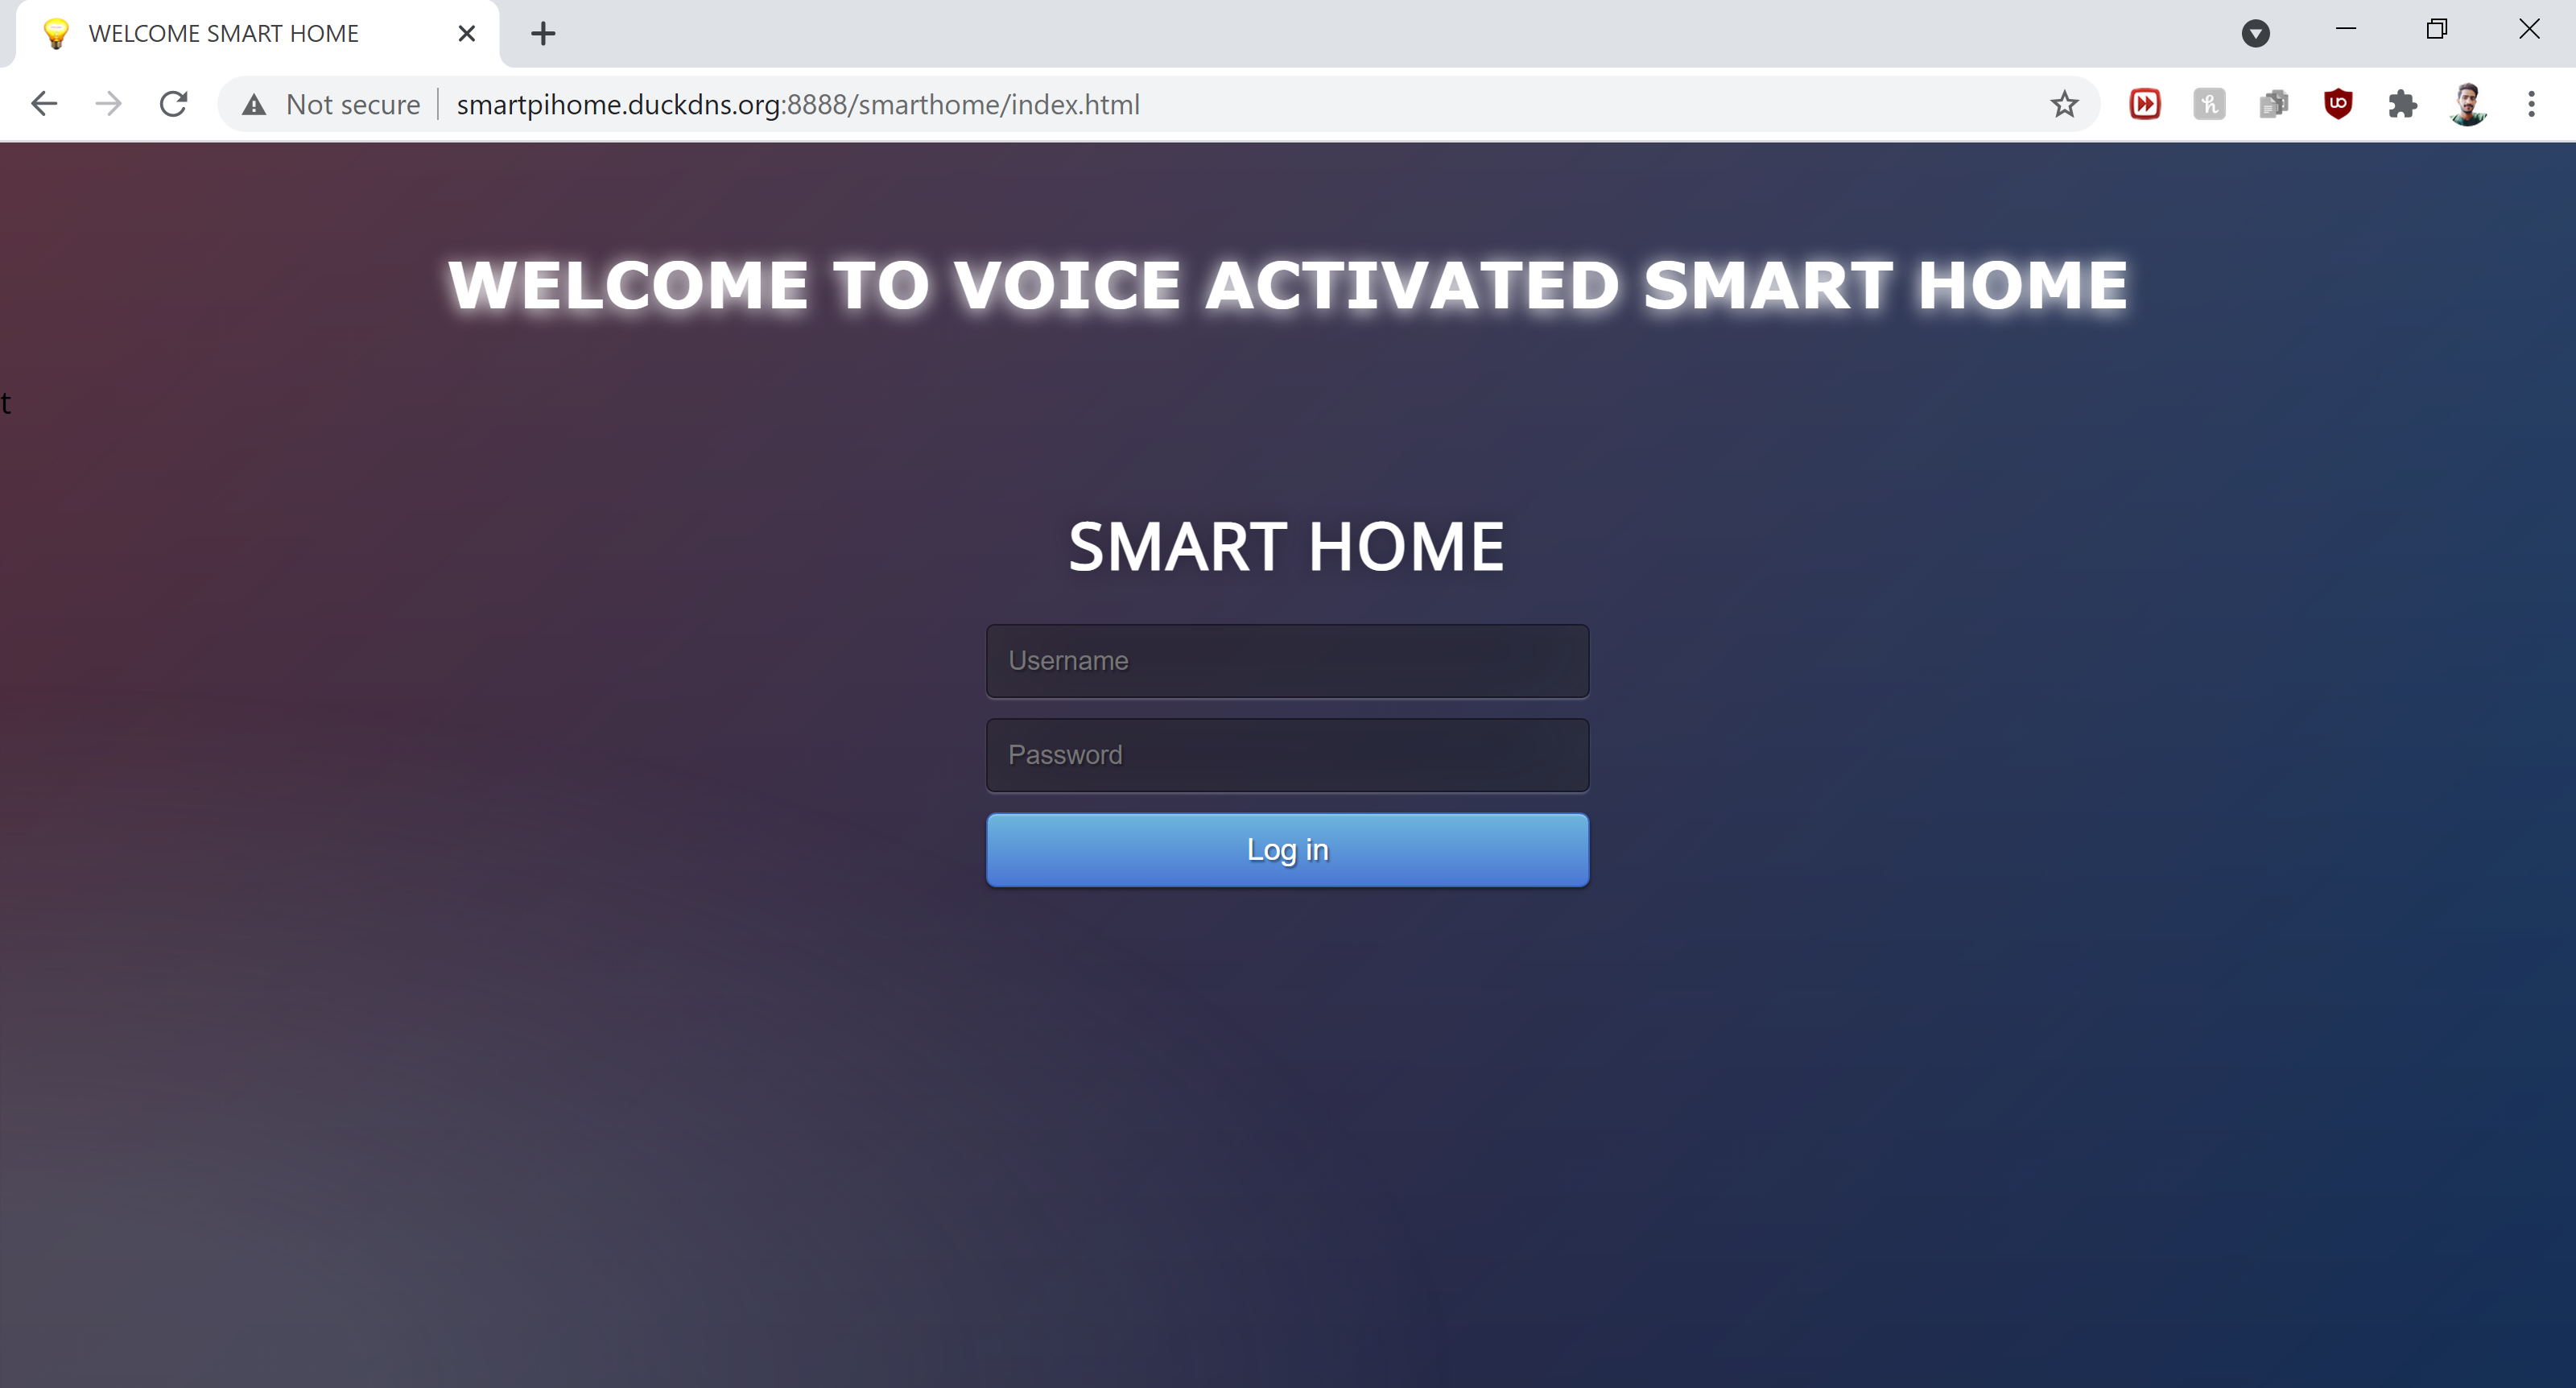 WELCOME SMART HOME
Not secure smartpihome.duckdns.org:8888/smarthome/index.html
WELCOME TO VOICE ACTIVATED SMART HOME
t
SMART HOME
Username
Password
Log in